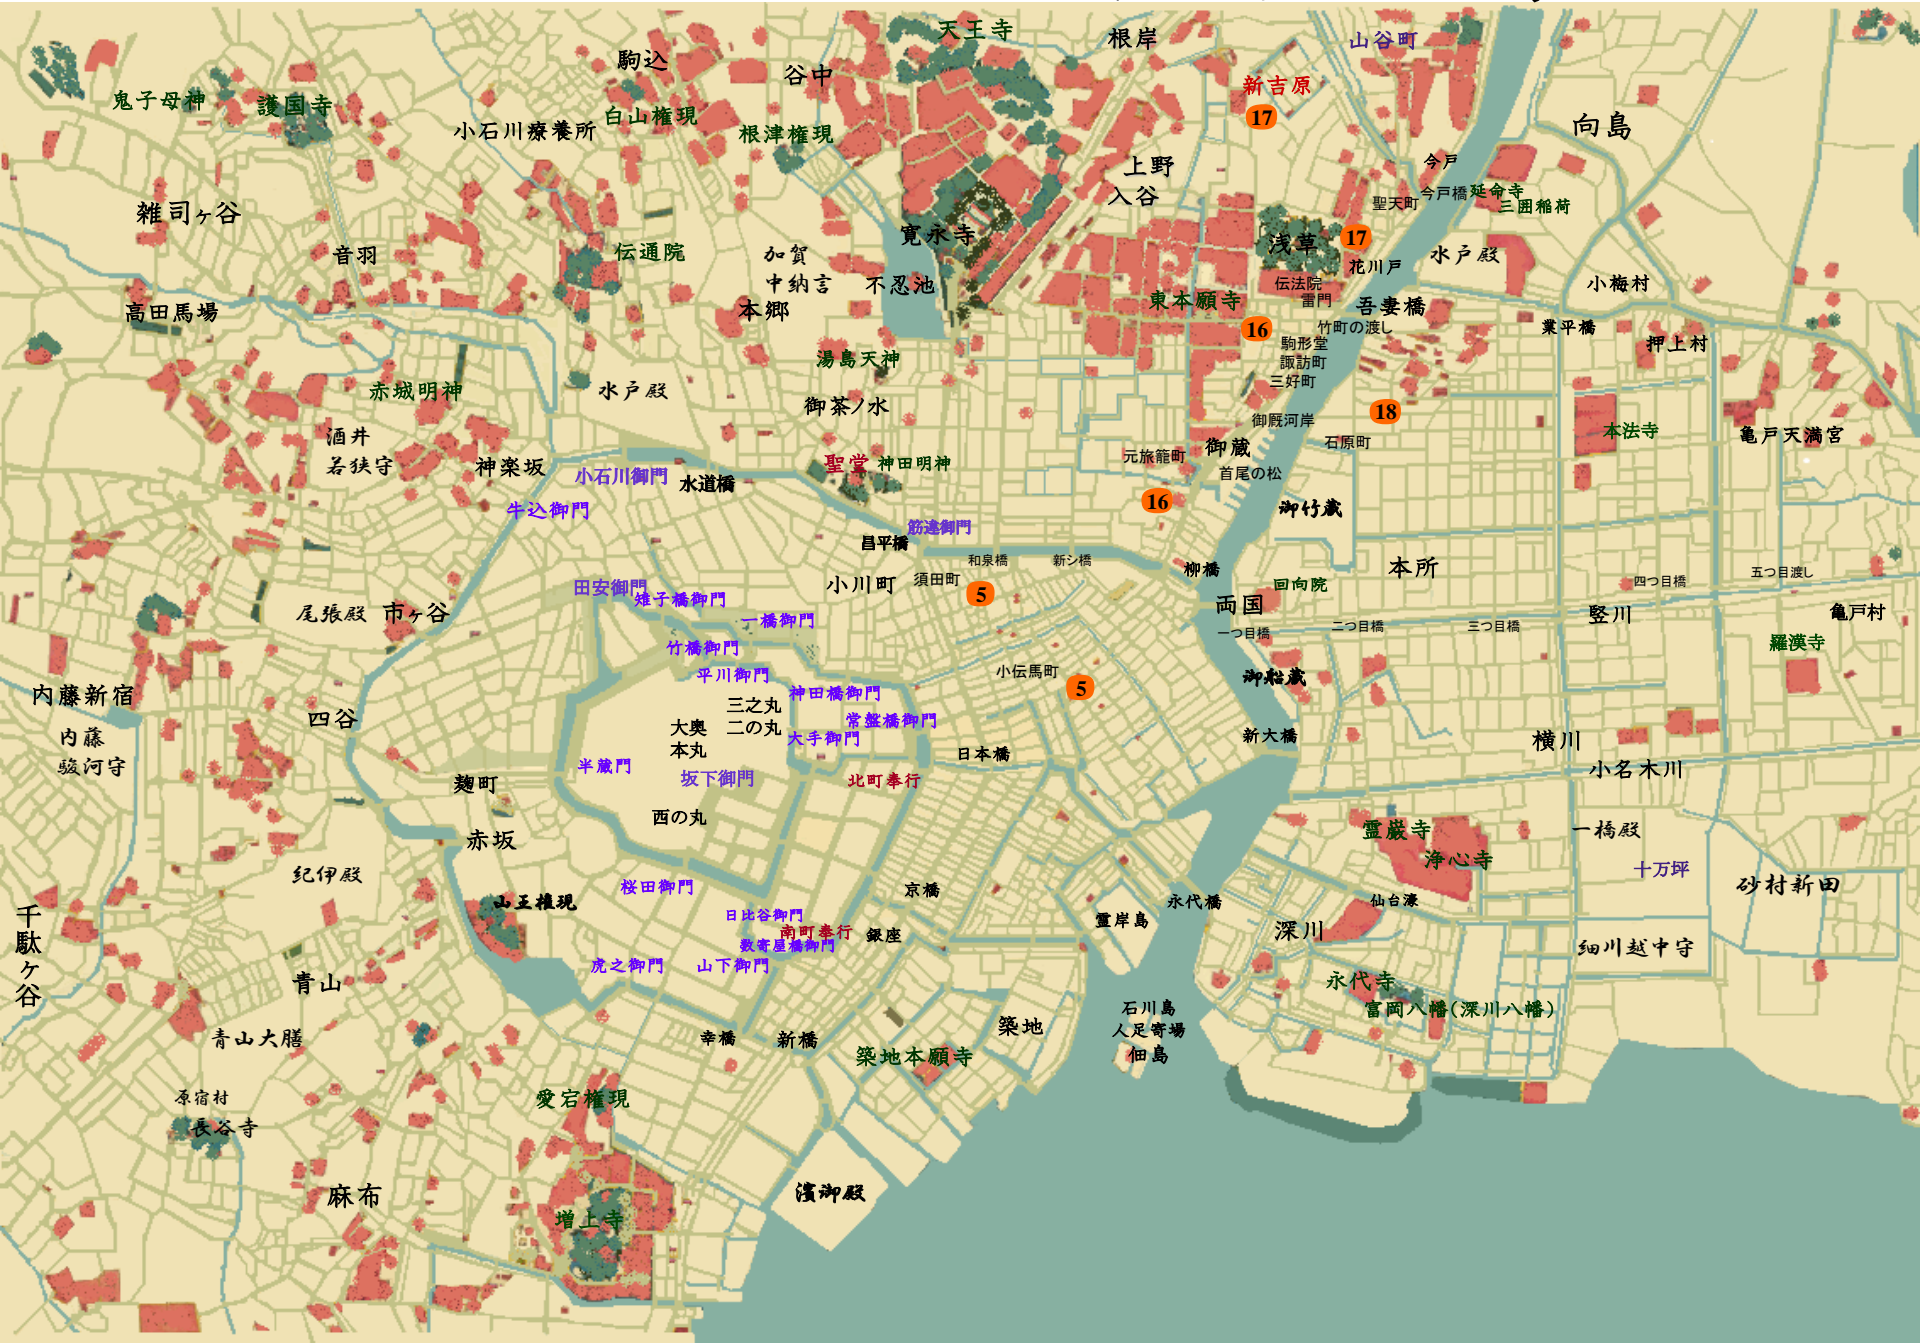 天王寺
根岸
山谷町
駒込
谷中
新吉原
17
鬼子母神
護国寺
小石川療養所
白山権現
根津権現
向島
上野
入谷
今戸
今戸橋
延命寺
聖天町
三囲稲荷
雑司ヶ谷
音羽
伝通院
加賀
中納言
寛永寺
不忍池
浅草
17
花川戸
水戸殿
伝法院
雷門
小梅村
高田馬場
本郷
東本願寺
吾妻橋
16
竹町の渡し
業平橋
駒形堂
押上村
諏訪町
三好町
湯島天神
赤城明神
水戸殿
御茶ノ水
18
御厩河岸
石原町
本法寺
亀戸天満宮
酒井
若狭守
神楽坂
小石川御門
水道橋
聖堂
神田明神
元旅籠町
御蔵
首尾の松
16
御竹蔵
牛込御門
筋違御門
昌平橋
和泉橋
新シ橋
柳橋
本所
小川町
須田町
5
回向院
四つ目橋
五つ目渡し
田安御門
雉子橋御門
両国
竪川
亀戸村
尾張殿
市ヶ谷
一橋御門
一つ目橋
二つ目橋
三つ目橋
羅漢寺
竹橋御門
平川御門
小伝馬町
5
御船蔵
内藤新宿
神田橋御門
三之丸
四谷
大奥
二の丸
常盤橋御門
本丸
大手御門
日本橋
新大橋
横川
内藤
駿河守
半蔵門
坂下御門
北町奉行
小名木川
麹町
西の丸
赤坂
霊巌寺
一橋殿
浄心寺
十万坪
砂村新田
紀伊殿
桜田御門
京橋
永代橋
仙台濠
山王権現
日比谷御門
霊岸島
深川
千駄ヶ谷
南町奉行
銀座
数寄屋橋御門
細川越中守
虎之御門
山下御門
青山
永代寺
富岡八幡(深川八幡)
石川島
人足寄場
佃島
青山大膳
幸橋
新橋
築地
築地本願寺
原宿村
長谷寺
愛宕権現
麻布
濱御殿
増上寺